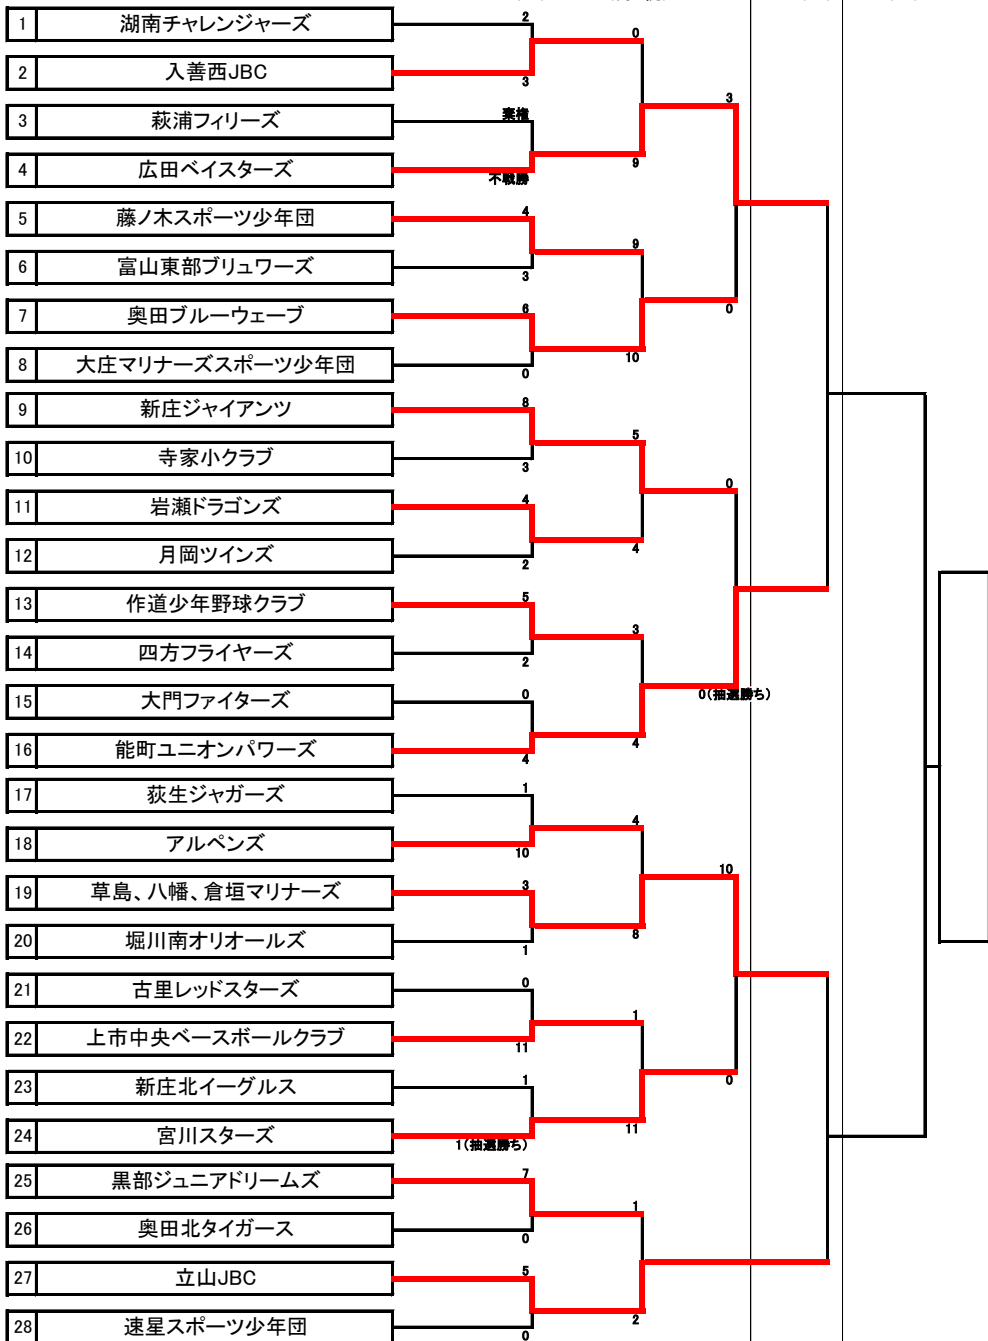 1 湖南チャレンジャーズ 2
0
2 入善西JBC 3
3
3 萩浦フィリーズ 棄権
9
4 広田ベイスターズ 不戦勝
5 藤ノ木スポーツ少年団 4
9
6 富山東部ブリュワーズ 3
0
7 奥田ブルーウェーブ 6
10
8 大庄マリナーズスポーツ少年団 0
9 新庄ジャイアンツ 8
5
10 寺家小クラブ 3
0
11 岩瀬ドラゴンズ 4
4
12 月岡ツインズ 2
13 作道少年野球クラブ 5
3
14 四方フライヤーズ 2
0(抽選勝ち)
15 大門ファイターズ 0
4
16 能町ユニオンパワーズ 4
17 荻生ジャガーズ 1
4
18 アルペンズ 10
10
19 草島、八幡、倉垣マリナーズ 3
8
20 堀川南オリオールズ 1
21 古里レッドスターズ 0
1
22 上市中央ベースボールクラブ 11
0
23 新庄北イーグルス 1
11
24 宮川スターズ 1(抽選勝ち)
25 黒部ジュニアドリームズ 7
1
26 奥田北タイガース 0
27 立山JBC 5
2
28 速星スポーツ少年団 0